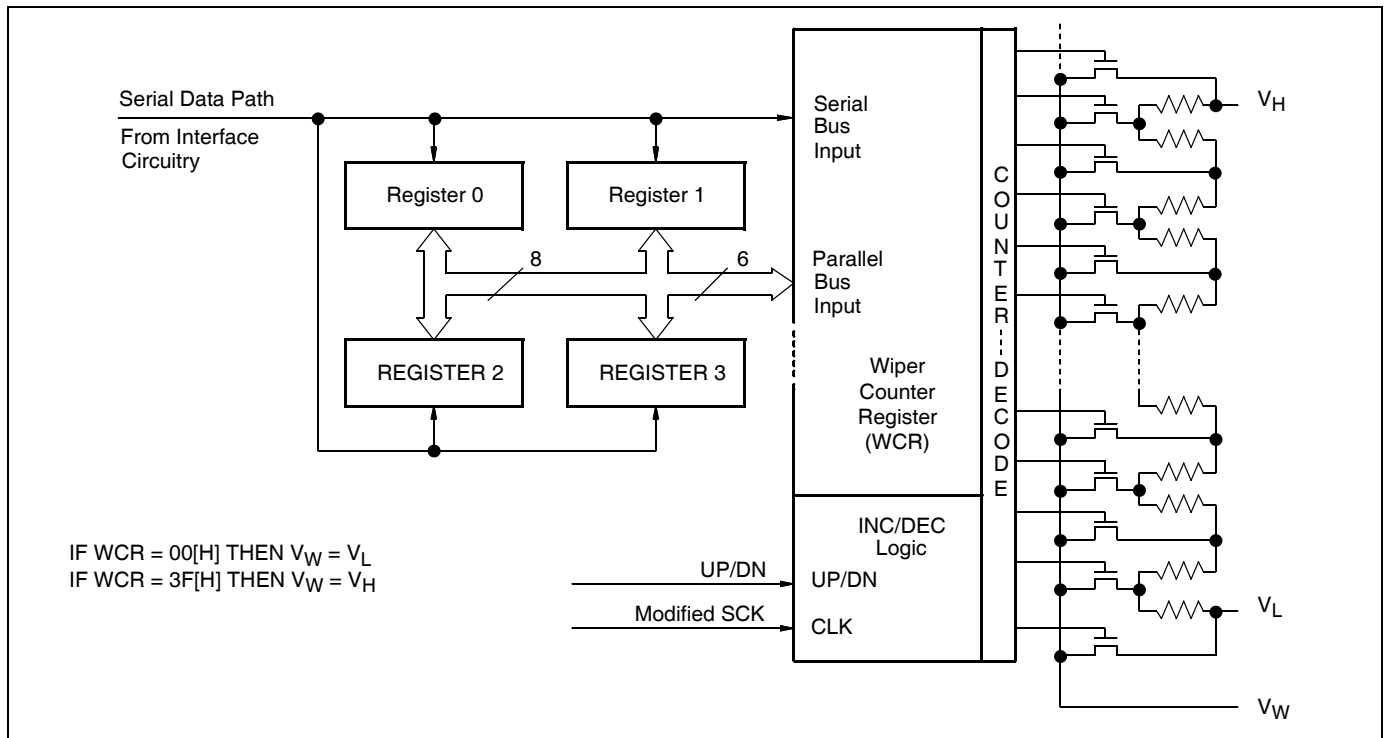 Serial Data Path
From Interface
Circuitry
Register 0
Register 1
8
6
REGISTER 2
REGISTER 3
Serial
Bus
Input
Parallel
Bus
Input
Wiper
Counter
Register
(WCR)
INC/DEC
Logic
UP/DN
UP/DN
Modified SCK
CLK
COUNTER DECODE
VH
VL
VW
IF WCR = 00[H] THEN VW = VL
IF WCR = 3F[H] THEN VW = VH